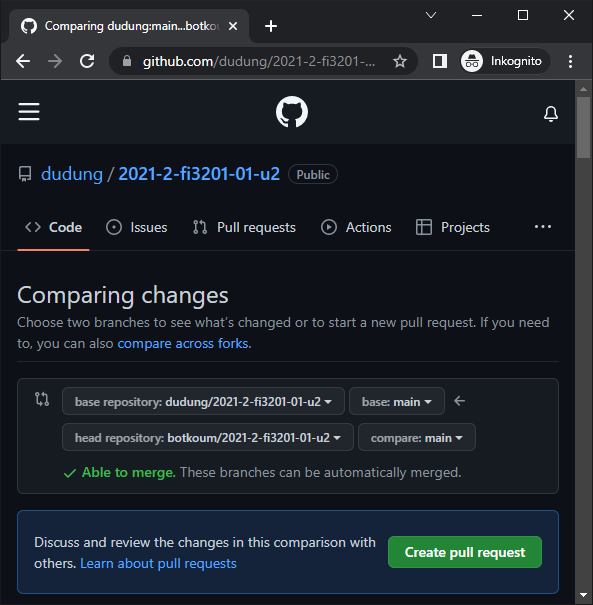 Comparing dudung:main...botkou
github.com/dudung/2021-2-fi3201-...
Inkognito
dudung / 2021-2-fi3201-01-u2 Public
Code Issues Pull requests Actions Projects ...
Comparing changes
Choose two branches to see what's changed or to start a new pull request. If you need
to, you can also compare across forks.
base repository: dudung/2021-2-fi3201-01-u2 base: main
head repository: botkoum/2021-2-fi3201-01-u2 compare: main
Able to merge. These branches can be automatically merged.
Discuss and review the changes in this comparison with
others. Learn about pull requests
Create pull request